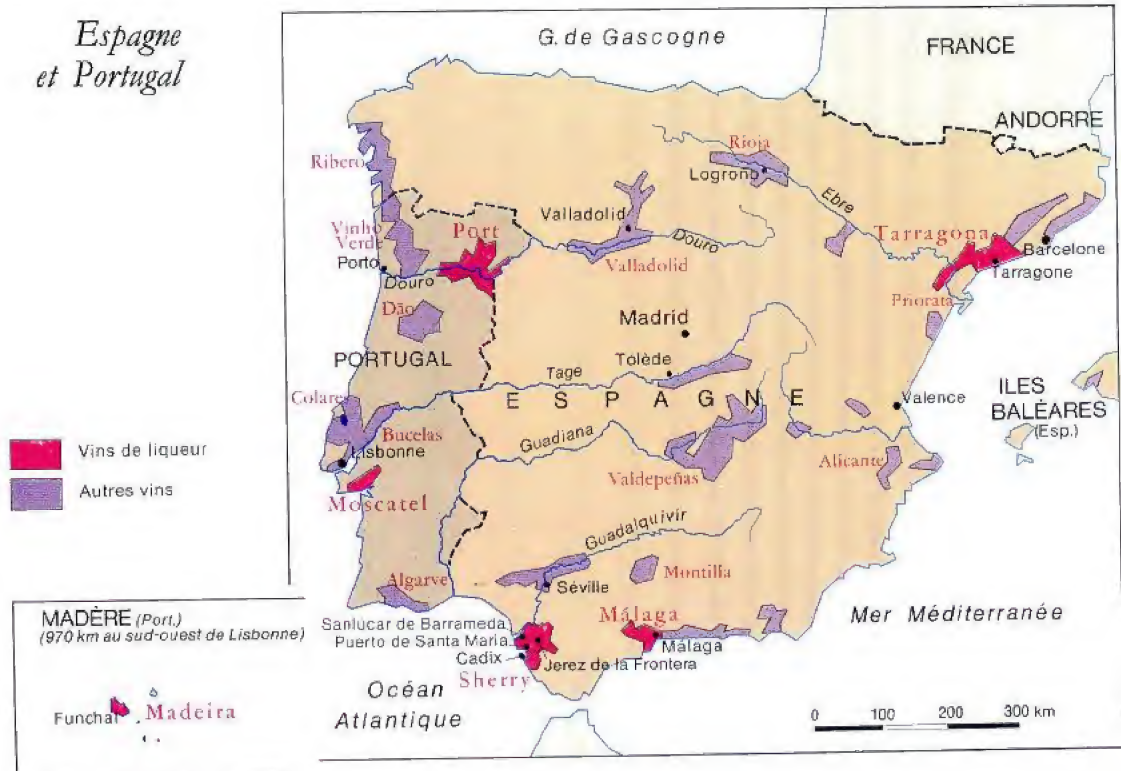 Espagne
et Portugal
G. de Gascogne
FRANCE
ANDORRE
Ribero
Rioja
Logroño
Ebre
Valladolid
Vinho
Verde
Port
Douro
Tarragona
Barcelone
Porto
Valladolid
Tarragone
Douro
Priorata
Dão
Madrid
PORTUGAL
Tolède
Tage
ILES
BALÉARES
(Esp.)
Colares
ESPAGNE
Valence
Bucelas
Guadiana
Lisbonne
Alicante
Vins de liqueur
Valdepeñas
Autres vins
Moscatel
Guadalquivir
Algarve
Séville
Montilla
Mer Méditerranée
MADÈRE (Port.)
(970 km au sud-ouest de Lisbonne)
Sanlucar de Barrameda
Málaga
Puerto de Santa Maria
Málaga
Cadix
Jerez de la Frontera
Sherry
Océan
Atlantique
Funchal
Madeira
0 100 200 300 km